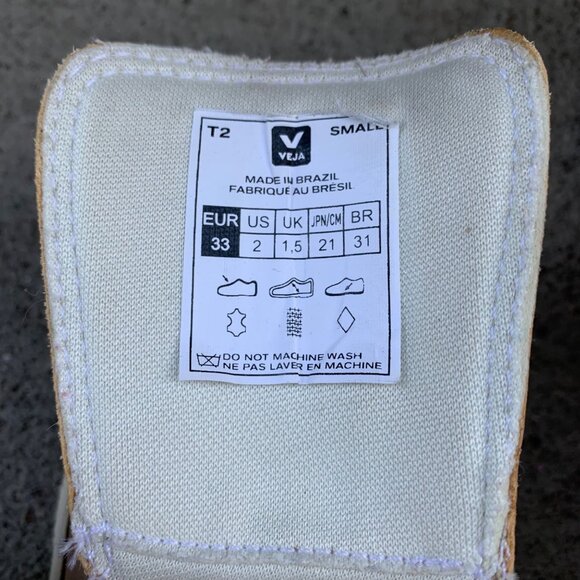 T2 SMALL
V
VEJA
MADE IN BRAZIL
FABRIQUE AU BRÉSIL
EUR US UK JPN/CM BR
33 2 1,5 21 31
DO NOT MACHINE WASH
NE PAS LAVER EN MACHINE